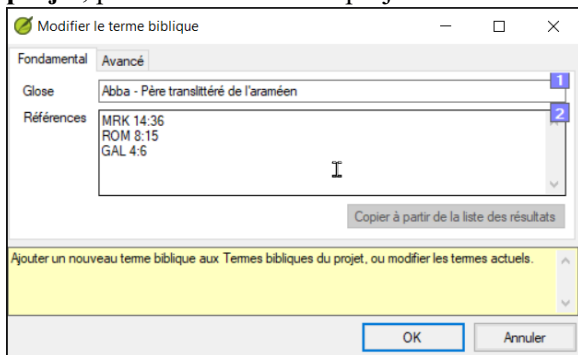 projet, p
Modifier le terme biblique
Fondamental Avancé
Glose Abba - Père translittéré de l'araméen 1
Références MRK 14:36 2
ROM 8:15
GAL 4:6
Copier à partir de la liste des résultats
Ajouter un nouveau terme biblique aux Termes bibliques du projet, ou modifier les termes actuels.
OK Annuler